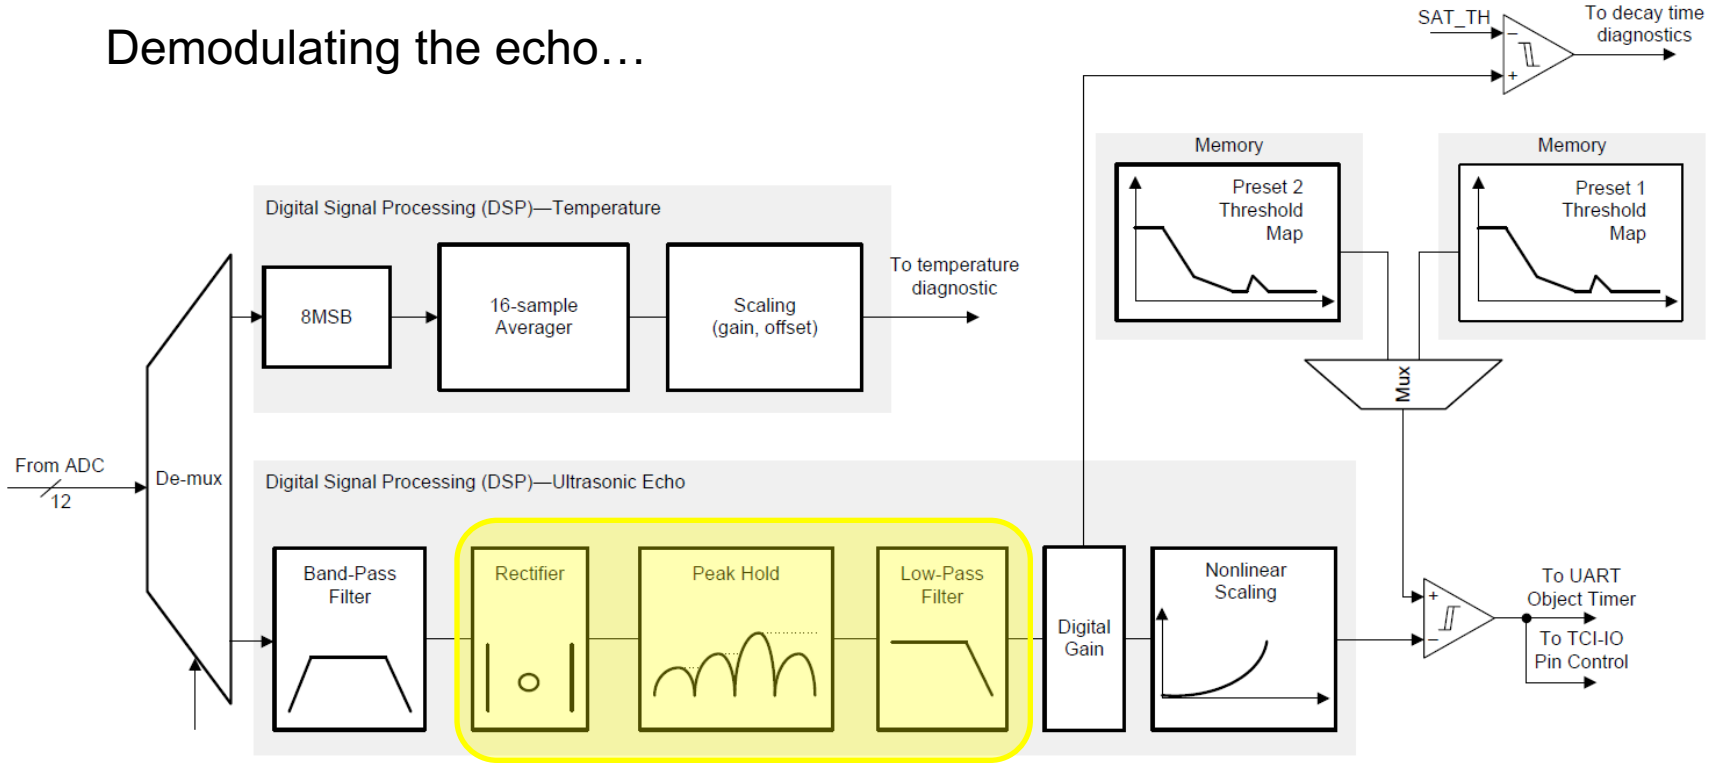 Demodulating the echo…
SAT_TH
To decay time
diagnostics
−
+
Memory
Preset 2
Threshold
Map
Memory
Preset 1
Threshold
Map
Mux
Digital Signal Processing (DSP)—Temperature
8MSB
16-sample
Averager
Scaling
(gain, offset)
To temperature
diagnostic
From ADC
12
De-mux
Digital Signal Processing (DSP)—Ultrasonic Echo
Band-Pass
Filter
Rectifier
Peak Hold
Low-Pass
Filter
Digital
Gain
Nonlinear
Scaling
+
−
To UART
Object Timer
To TCI-IO
Pin Control